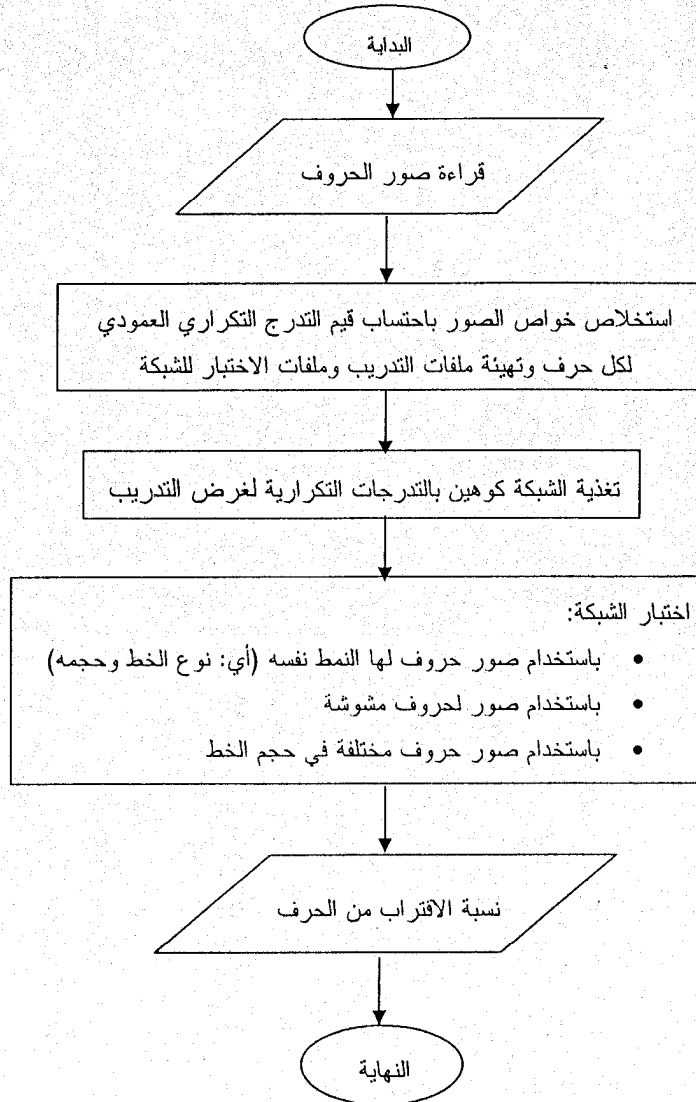 البداية
قراءة صور الحروف
استخلاص خواص الصور باحتساب قيم التدرج التكراري العمودي
لكل حرف وتهيئة ملفات التدريب وملفات الاختبار للشبكة
تغذية الشبكة كوهين بالتدرجات التكرارية لغرض التدريب
اختبار الشبكة:
• باستخدام صور حروف لها النمط نفسه (أي: نوع الخط وحجمه)
• باستخدام صور لحروف مشوشة
• باستخدام صور حروف مختلفة في حجم الخط
نسبة الاقتراب من الحرف
النهاية